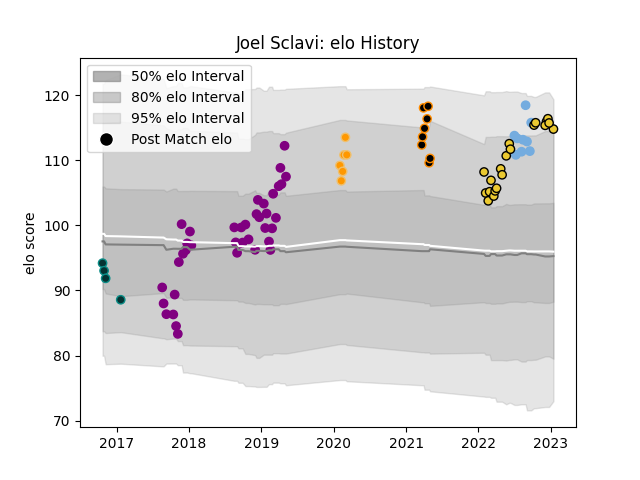 Joel Sclavi: elo History
50% elo Interval
80% elo Interval
95% elo Interval
Post Match elo
elo score
120
110
100
90
80
70
2017
2018
2019
2020
2021
2022
2023